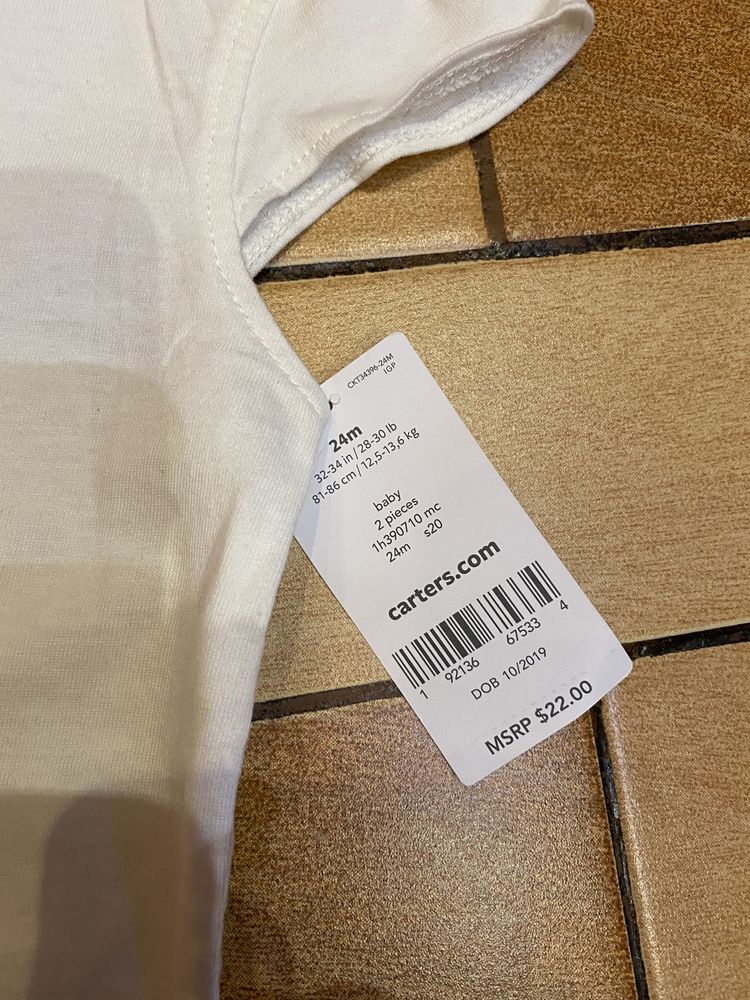 CKT34396-24M
IGP
24m
32-34 in / 28-30 lb
81-86 cm / 12,5-13,6 kg
baby
2 pieces
1h390710 mc
24m s20
carters.com
1 92136 67533 4
DOB 10/2019
MSRP $22.00